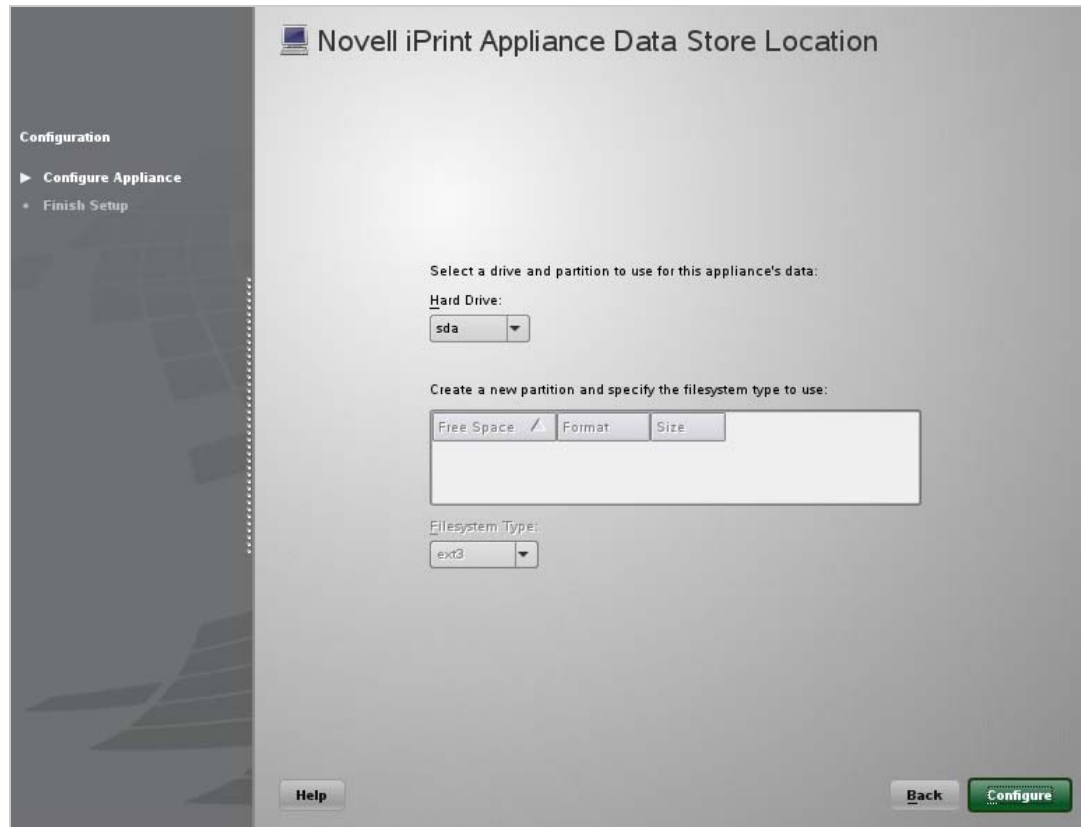 Novell iPrint Appliance Data Store Location
Configuration
Configure Appliance
Finish Setup
Select a drive and partition to use for this appliance's data:
Hard Drive:
sda
Create a new partition and specify the filesystem type to use:
Free Space Format Size
Filesystem Type:
ext3
Help Back Configure